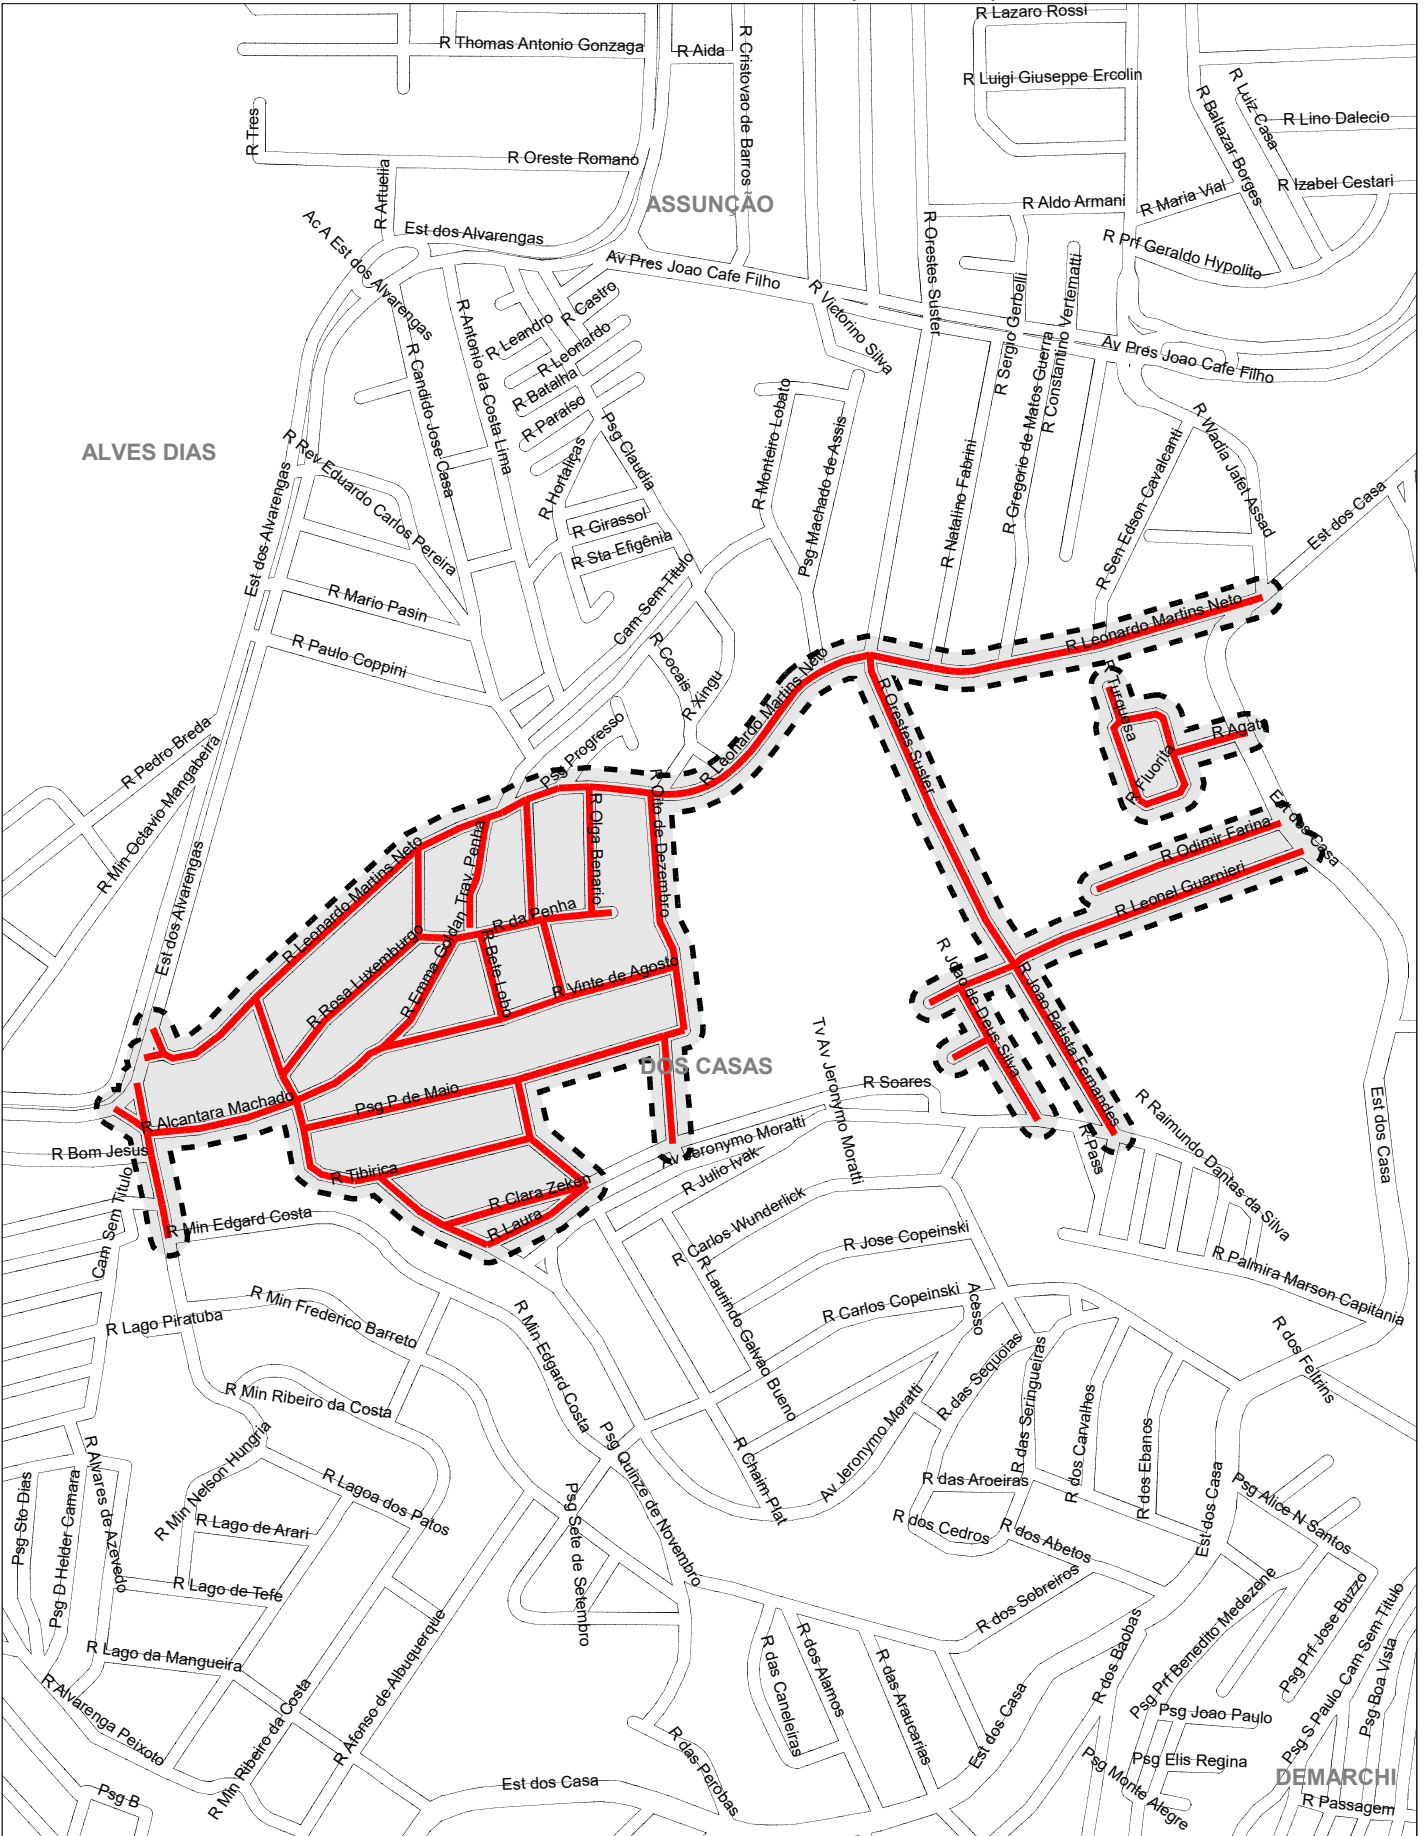 R Lazaro Rossi
R Thomas Antonio Gonzaga
R Aida
R Cristovao de Barros
R Luigi Giuseppe Ercolin
R Luiz Casa
R Baltazar Borges
R Lino Dalecio
R Tres
R Oreste Romano
R Artuelia
ASSUNÇÃO
R Izabel Cestari
R Maria Vial
R Aldo Armani
Ac A Est dos Alvarengas
Est dos Alvarengas
R Orestes Suster
R Prf Geraldo Hypolito
Av Pres Joao Cafe Filho
R Castro
R Victorino Silva
R Sergio Gerbelli
R Constantino Vertematti
R Leandro
R Leonardo
R Antonio da Costa Lima
R Candido Jose Casa
Av Pres Joao Cafe Filho
R Batalha
R Paraíso
R Monteiro Lobato
R Gregorio de Matos Guerra
R Wadia Jafet Assad
ALVES DIAS
R Rev Eduardo Carlos Pereira
Psg Claudia
R Hortaliças
Psg Machado de Assis
R Natalino Fabrini
R Sen Edson Cavalcanti
Est dos Casa
Est dos Alvarengas
R Girassol
R Sta Efigênia
R Mario Pasin
Cam Sem Titulo
R Paulo Coppini
R Cocais
R Xingu
R Leonardo Martins Neto
R Leonardo Martins Neto
R Turquesa
R Orestes Suster
R Agata
R Fluorita
R Pedro Breda
R Min Octavio Mangabeira
Psg Progresso
R Oito de Dezembro
R Olga Benario
Est dos Casa
R Odimir Farina
R Leonel Guarnieri
R Leonardo Martins Neto
Trav Penha
R da Penha
Est dos Alvarengas
R Rosa Luxemburgo
R Emma Goldan
R Bete Lobo
R Vinte de Agosto
R Joao de Deus Silva
R Joao Batista Fernandes
DOS CASAS
Tv Av Jeronymo Moratti
R Soares
R Alcantara Machado
Psg P de Maio
R Bom Jesus
Av Jeronymo Moratti
R Julio Ivak
R Pass
R Raimundo Dantas da Silva
Est dos Casa
R Tibirica
R Clara Zeken
R Laura
Cam Sem Titulo
R Min Edgard Costa
R Carlos Wunderlick
R Jose Copeinski
R Palmira Marson Capitania
R Laurindo Galvao Bueno
R Carlos Copeinski
Acesso
R Min Frederico Barreto
R Lago Piratuba
R Min Edgard Costa
R dos Feltrins
R das Sequoias
R das Seringueiras
R Min Ribeiro da Costa
Av Jeronymo Moratti
R dos Carvalhos
R dos Ebanos
R Min Nelson Hungria
Psg Quinze de Novembro
R Chaim Plat
R Alvares de Azevedo
R Lagoa dos Patos
Psg Sto Dias
Psg D Helder Camara
R das Aroeiras
Est dos Casa
Psg Alice N Santos
R Lago de Arari
Psg Sete de Setembro
R dos Cedros
R dos Abetos
R Lago de Tefe
R dos Sobreiros
Psg Prf Benedito Medezene
Psg Prf Jose Buzzo
Cam Sem Titulo
R Lago da Mangueira
R Afonso de Albuquerque
R das Caneleiras
R dos Alamos
R das Araucarias
R dos Baobas
Psg Boa Vista
Psg S Paulo
R Alvarenga Peixoto
R Min Ribeiro da Costa
R das Perobas
Est dos Casa
Psg Joao Paulo
Psg Elis Regina
Psg Monte Alegre
Psg B
Est dos Casa
DEMARCHI
R Passagem